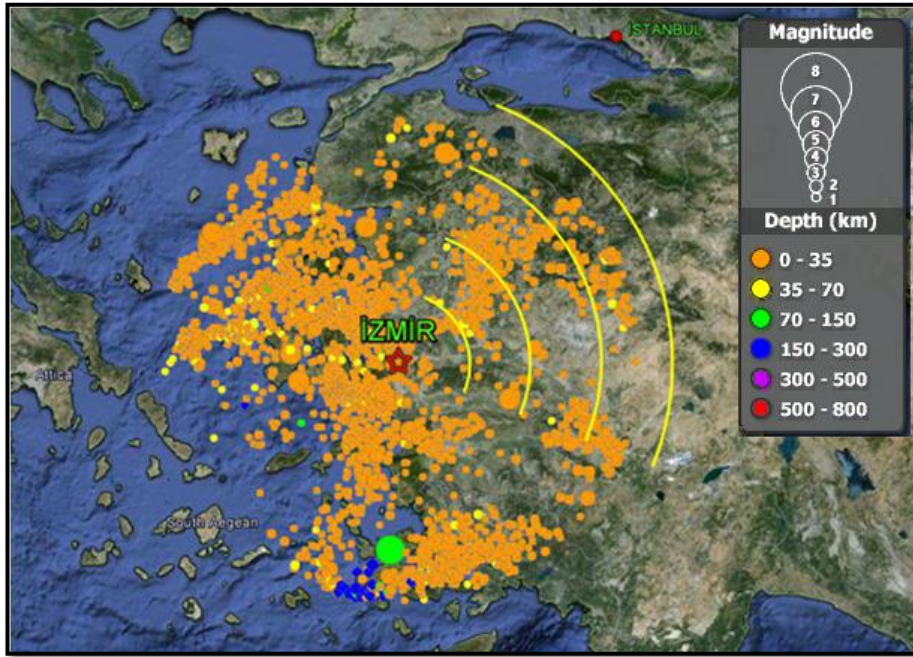 İSTANBUL
Magnitude
8
7
6
5
4
3
2
1
Depth (km)
0 - 35
35 - 70
70 - 150
150 - 300
300 - 500
500 - 800
İZMİR
Attica
South Aegean